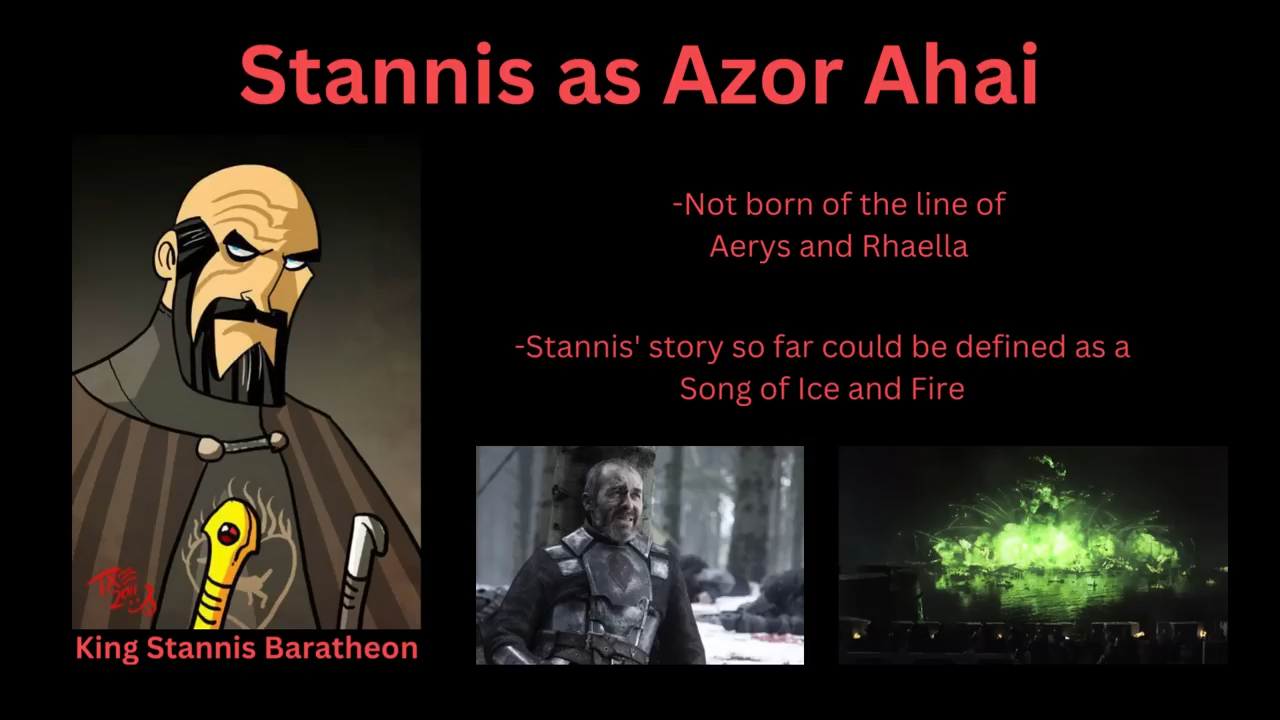 Stannis as Azor Ahai
-Not born of the line of
Aerys and Rhaella
-Stannis' story so far could be defined as a
Song of Ice and Fire
2011
King Stannis Baratheon